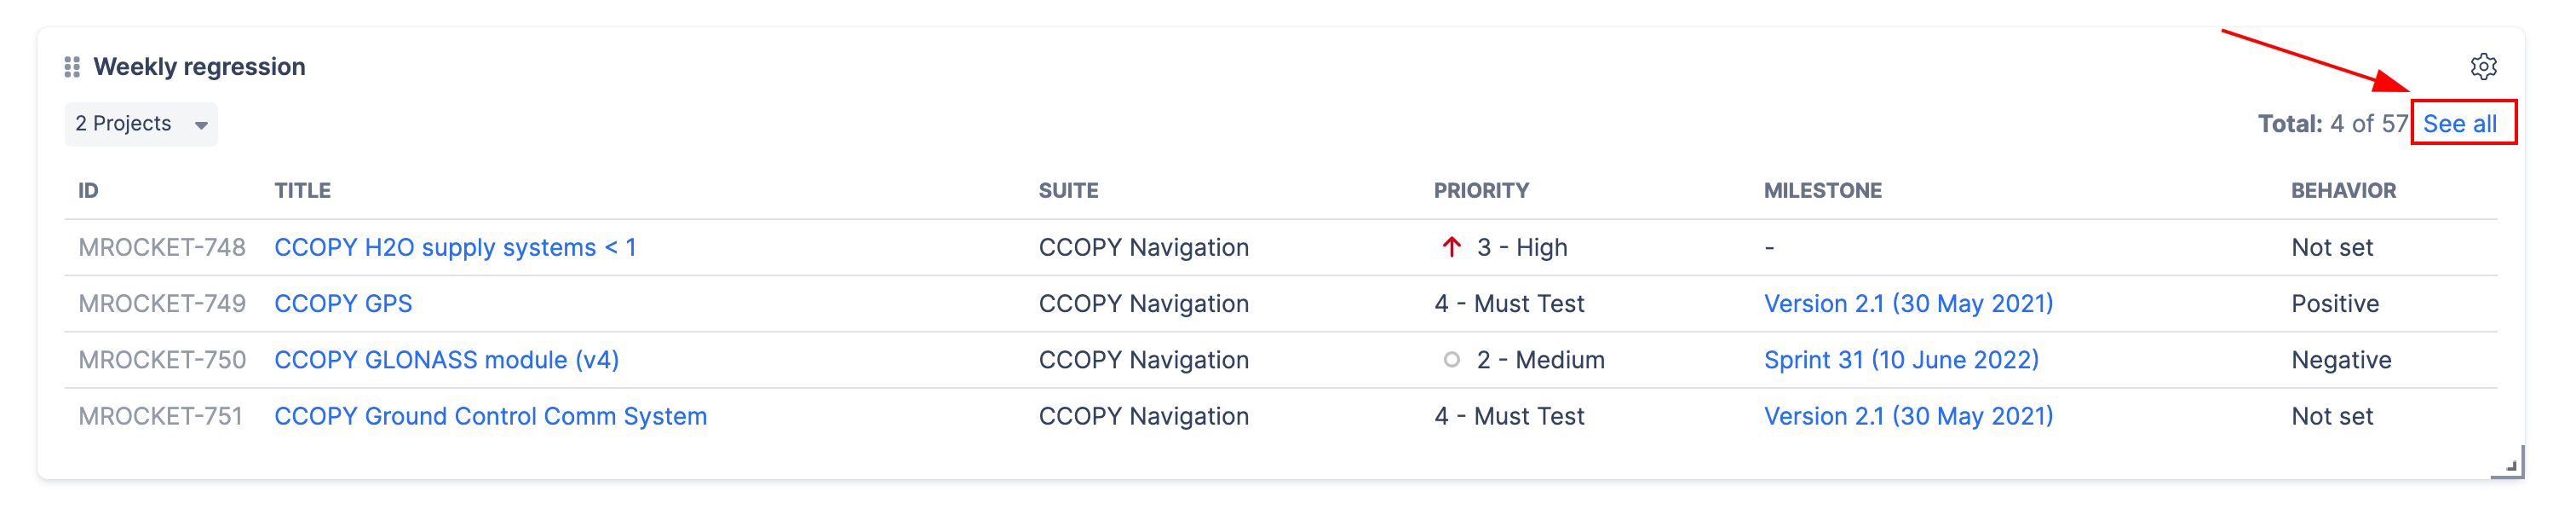 Weekly regression
2 Projects
Total: 4 of 57 See all
ID TITLE SUITE PRIORITY MILESTONE BEHAVIOR
MROCKET-748 CCOPY H2O supply systems < 1 CCOPY Navigation 3 - High - Not set
MROCKET-749 CCOPY GPS CCOPY Navigation 4 - Must Test Version 2.1 (30 May 2021) Positive
MROCKET-750 CCOPY GLONASS module (v4) CCOPY Navigation 2 - Medium Sprint 31 (10 June 2022) Negative
MROCKET-751 CCOPY Ground Control Comm System CCOPY Navigation 4 - Must Test Version 2.1 (30 May 2021) Not set